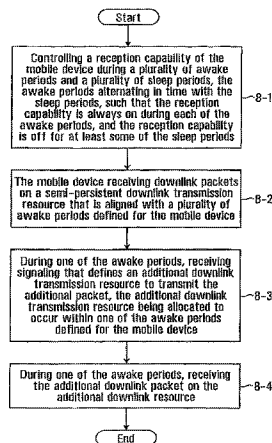 Start
Controlling a reception capability of the
mobile device during a plurality of awake
periods and a plurality of sleep periods, the
awake periods alternating in time with the
sleep periods, such that the reception
capability is always on during each of the
awake periods, and the reception capability
is off for at least some of the sleep periods
8-1
The mobile device receiving downlink packets
on a semi-persistent downlink transmission
resource that is aligned with a plurality of
awake periods defined for the mobile device
8-2
During one of the awake periods, receiving
signaling that defines an additional downlink
transmission resource to transmit the
additional packet, the additional downlink
transmission resource being allocated to
occur within one of the awake periods
defined for the mobile device
8-3
During one of the awake periods, receiving
the additional downlink packet on the
additional downlink resource
8-4
End